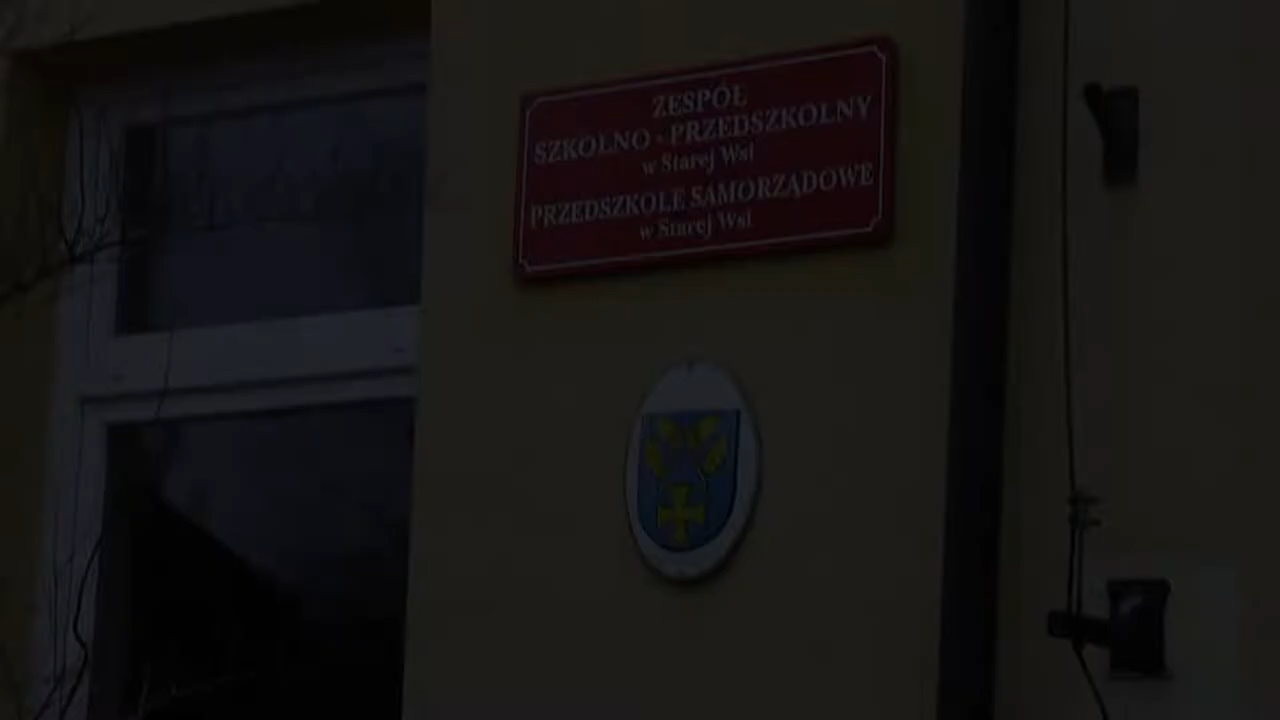 ZESPÓŁ
SZKOLNO - PRZEDSZKOLNY
w Starej Wsi
PRZEDSZKOLE SAMORZĄDOWE
w Starej Wsi